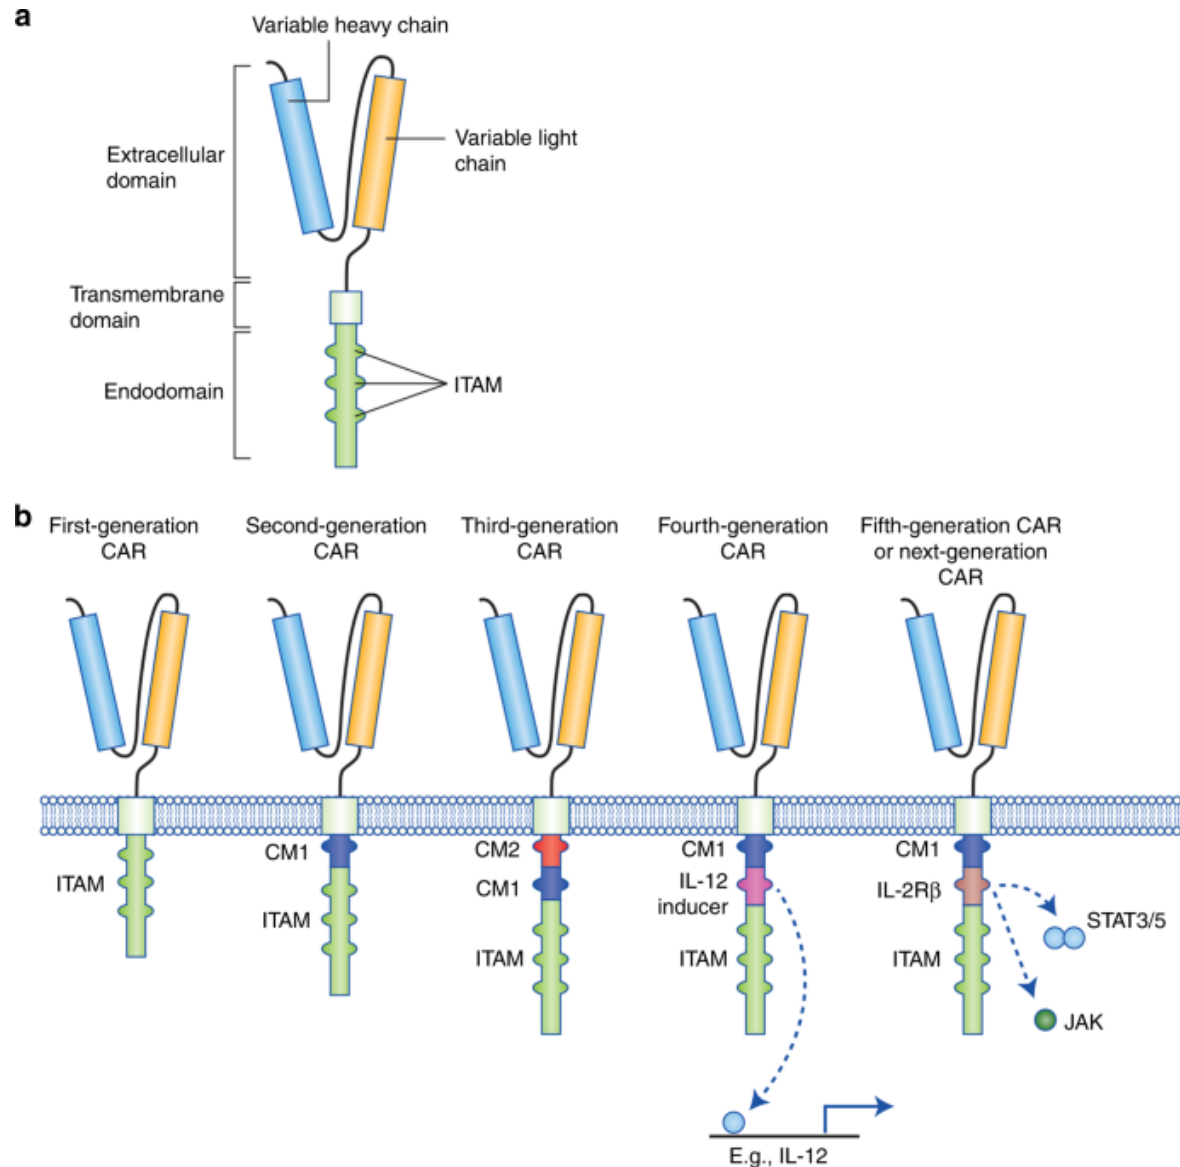 a
Variable heavy chain
Extracellular
domain
Variable light
chain
Transmembrane
domain
Endodomain
ITAM
b
First-generation
CAR
Second-generation
CAR
Third-generation
CAR
Fourth-generation
CAR
Fifth-generation CAR
or next-generation
CAR
ITAM
CM1
ITAM
CM2
CM1
ITAM
CM1
IL-12
inducer
ITAM
E.g., IL-12
CM1
IL-2Rβ
ITAM
STAT3/5
JAK